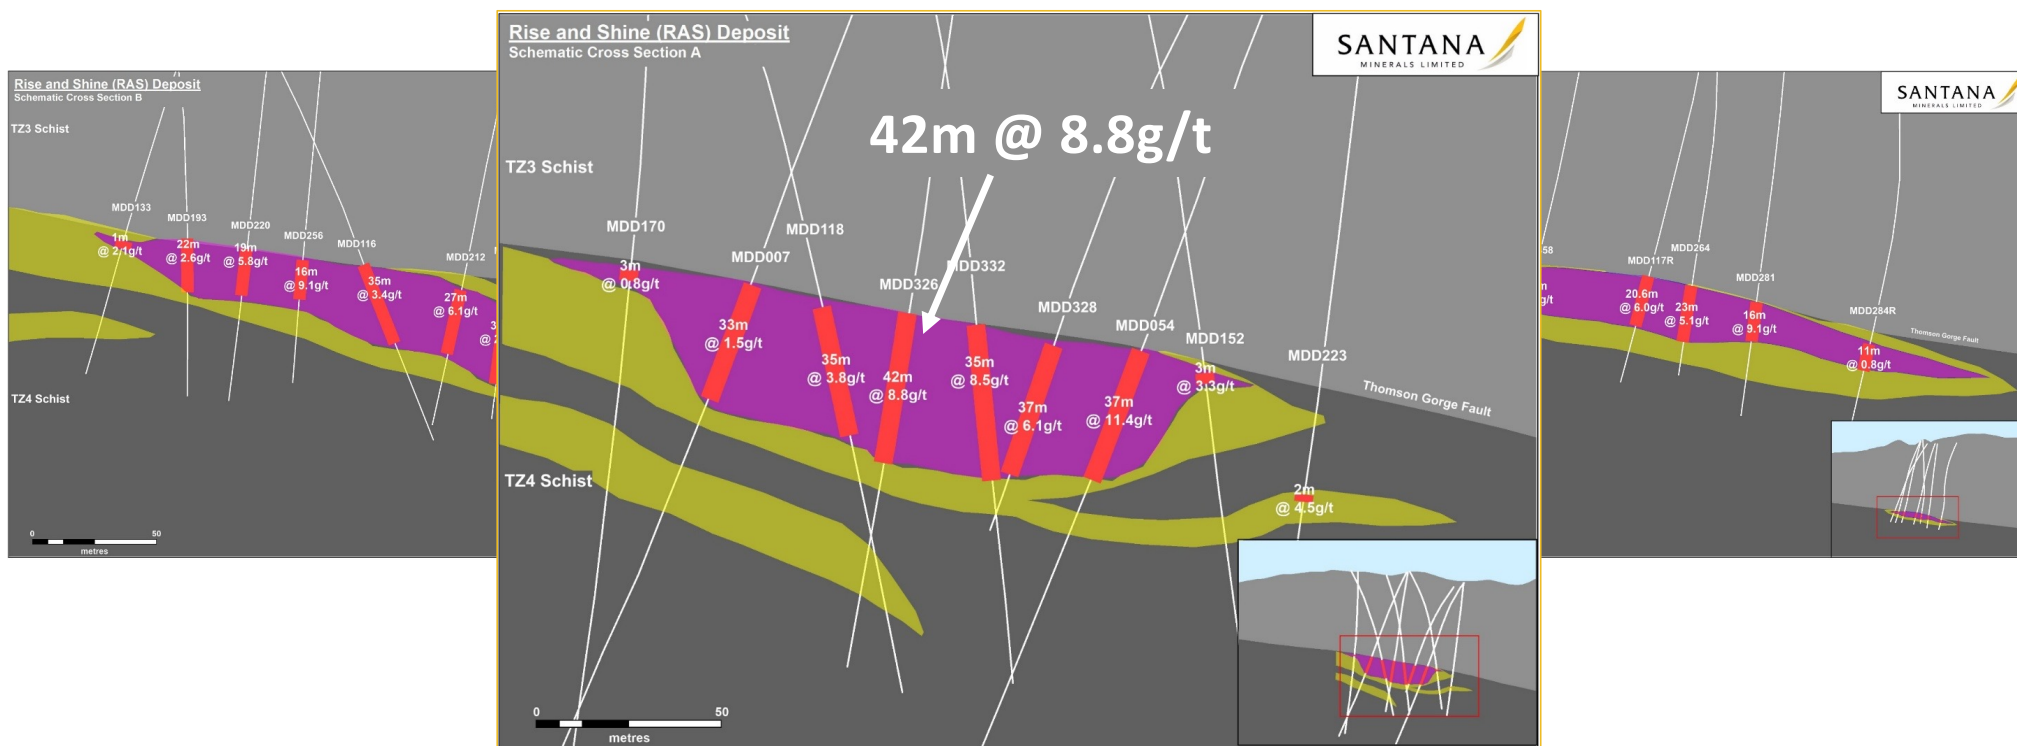 Rise and Shine (RAS) Deposit
Schematic Cross Section B
TZ3 Schist
MDD133
MDD193
MDD220
MDD256
MDD116
MDD212
1m
@ 2.1g/t
22m
@ 2.6g/t
19m
@ 5.8g/t
16m
@ 9.1g/t
35m
@ 3.4g/t
27m
@ 6.1g/t
TZ4 Schist
0
50
metres
Rise and Shine (RAS) Deposit
Schematic Cross Section A
SANTANA
MINERALS LIMITED
42m @ 8.8g/t
TZ3 Schist
MDD170
MDD007
MDD118
MDD326
MDD332
MDD328
MDD054
MDD152
MDD223
3m
@ 0.8g/t
33m
@ 1.5g/t
35m
@ 3.8g/t
42m
@ 8.8g/t
35m
@ 8.5g/t
37m
@ 6.1g/t
37m
@ 11.4g/t
3m
@ 3.3g/t
2m
@ 4.5g/t
Thomson Gorge Fault
TZ4 Schist
0
50
metres
SANTANA
MINERALS LIMITED
58
MDD117R
MDD264
MDD281
MDD284R
20.6m
@ 6.0g/t
23m
@ 5.1g/t
16m
@ 9.1g/t
11m
@ 0.8g/t
Thomson Gorge Fault